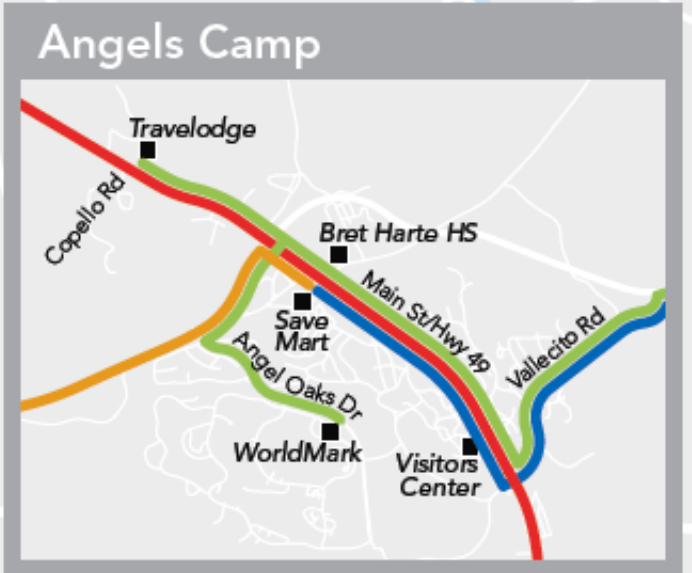 Angels Camp
Travelodge
Copello Rd
Bret Harte HS
Main St/Hwy 49
Save
Mart
Vallecito Rd
Angel Oaks Dr
WorldMark
Visitors
Center